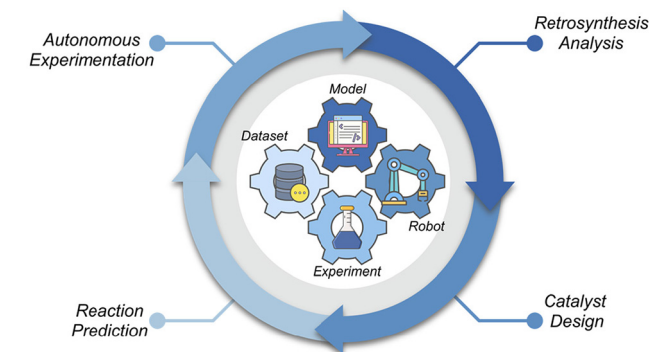 Autonomous
Experimentation
Retrosynthesis
Analysis
Model
Dataset
Robot
Experiment
Reaction
Prediction
Catalyst
Design